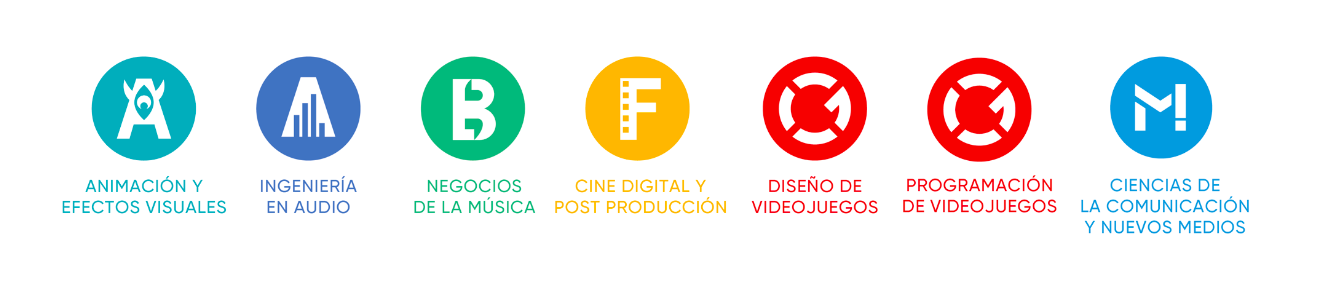 ANIMACIÓN Y
EFECTOS VISUALES
INGENIERÍA
EN AUDIO
NEGOCIOS
DE LA MÚSICA
CINE DIGITAL Y
POST PRODUCCIÓN
DISEÑO DE
VIDEOJUEGOS
PROGRAMACIÓN
DE VIDEOJUEGOS
CIENCIAS DE
LA COMUNICACIÓN
Y NUEVOS MEDIOS